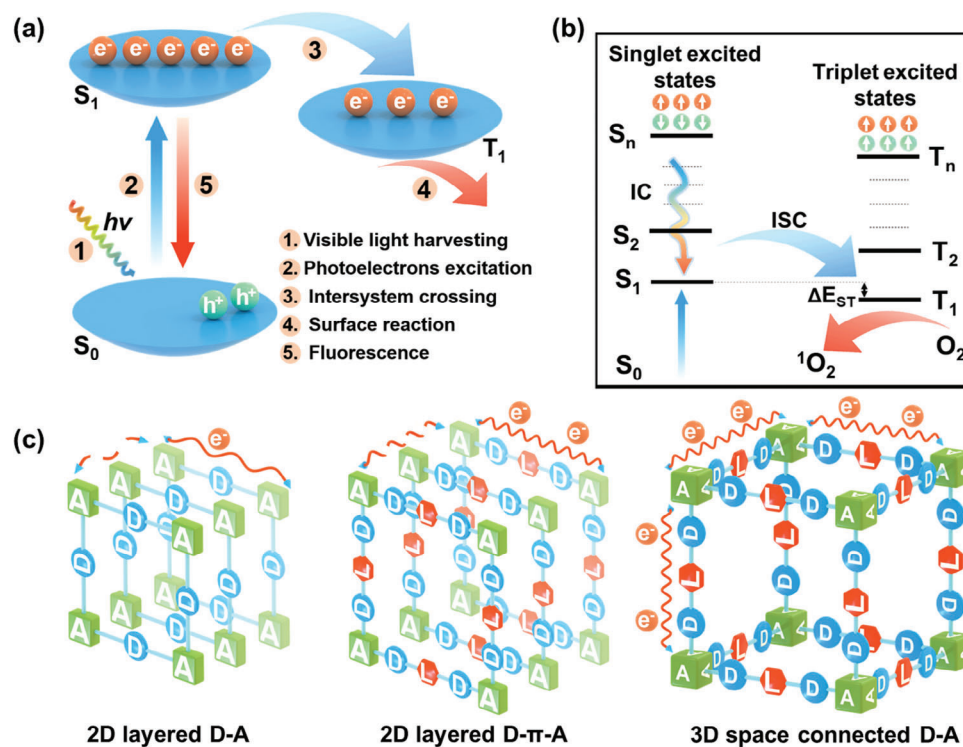 (a)
e⁻ e⁻ e⁻ e⁻ e⁻
S₁
3
e⁻ e⁻ e⁻
T₁
2
5
4
hv
1
h⁺ h⁺
S₀
1. Visible light harvesting
2. Photoelectrons excitation
3. Intersystem crossing
4. Surface reaction
5. Fluorescence
(b)
Singlet excited
states
Triplet excited
states
Sₙ
Tₙ
IC
ISC
S₂
T₂
S₁
ΔE_ST
T₁
O₂
¹O₂
S₀
(c)
e⁻
A A A A
D D D D
A A A A
D D
2D layered D-A
e⁻ e⁻
A D L D A
A D L D A
2D layered D-π-A
e⁻ e⁻ e⁻ e⁻
A D L D A
A D L D A
3D space connected D-A